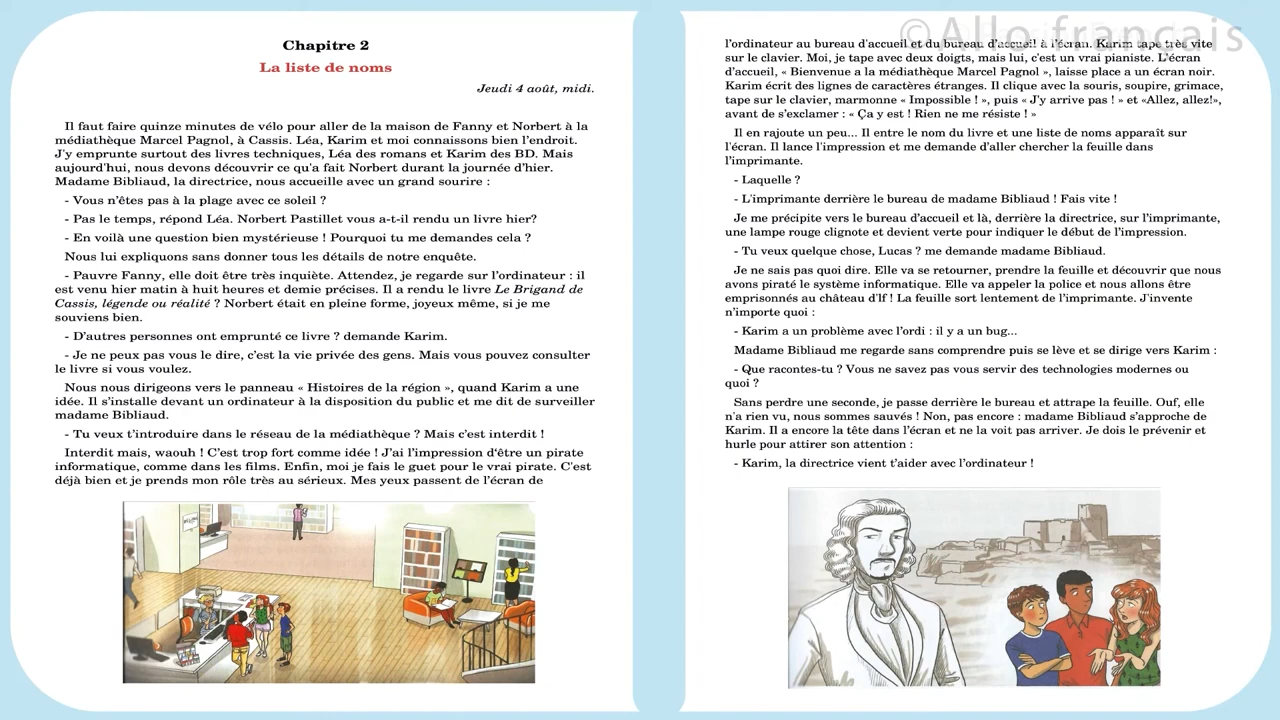 Chapitre 2
La liste de noms
Jeudi 4 août, midi.
Il faut faire quinze minutes de vélo pour aller de la maison de Fanny et Norbert à la
médiathèque Marcel Pagnol, à Cassis. Léa, Karim et moi connaissons bien l'endroit.
J'y emprunte surtout des livres techniques, Léa des romans et Karim des BD. Mais
aujourd'hui, nous devons découvrir ce qu'a fait Norbert durant la journée d'hier.
Madame Bibliaud, la directrice, nous accueille avec un grand sourire :
- Vous n'êtes pas à la plage avec ce soleil ?
- Pas le temps, répond Léa. Norbert Pastillet vous a-t-il rendu un livre hier?
- En voilà une question bien mystérieuse ! Pourquoi tu me demandes cela ?
Nous lui expliquons sans donner tous les détails de notre enquête.
- Pauvre Fanny, elle doit être très inquiète. Attendez, je regarde sur l'ordinateur : il
est venu hier matin à huit heures et demie précises. Il a rendu le livre Le Brigand de
Cassis, légende ou réalité ? Norbert était en pleine forme, joyeux même, si je me
souviens bien.
- D'autres personnes ont emprunté ce livre ? demande Karim.
- Je ne peux pas vous le dire, c'est la vie privée des gens. Mais vous pouvez consulter
le livre si vous voulez.
Nous nous dirigeons vers le panneau « Histoires de la région », quand Karim a une
idée. Il s'installe devant un ordinateur à la disposition du public et me dit de surveiller
madame Bibliaud.
- Tu veux t'introduire dans le réseau de la médiathèque ? Mais c'est interdit !
Interdit mais, waouh ! C'est trop fort comme idée ! J'ai l'impression d'être un pirate
informatique, comme dans les films. Enfin, moi je fais le guet pour le vrai pirate. C'est
déjà bien et je prends mon rôle très au sérieux. Mes yeux passent de l'écran de
©Allo français
l'ordinateur au bureau d'accueil et du bureau d'accueil à l'écran. Karim tape très vite
sur le clavier. Moi, je tape avec deux doigts, mais lui, c'est un vrai pianiste. L'écran
d'accueil, « Bienvenue a la médiathèque Marcel Pagnol », laisse place a un écran noir.
Karim écrit des lignes de caractères étranges. Il clique avec la souris, soupire, grimace,
tape sur le clavier, marmonne « Impossible ! », puis « J'y arrive pas ! » et «Allez, allez!»,
avant de s'exclamer : « Ça y est ! Rien ne me résiste ! »
Il en rajoute un peu... Il entre le nom du livre et une liste de noms apparaît sur
l'écran. Il lance l'impression et me demande d'aller chercher la feuille dans
l'imprimante.
- Laquelle ?
- L'imprimante derrière le bureau de madame Bibliaud ! Fais vite !
Je me précipite vers le bureau d'accueil et là, derrière la directrice, sur l'imprimante,
une lampe rouge clignote et devient verte pour indiquer le début de l'impression.
- Tu veux quelque chose, Lucas ? me demande madame Bibliaud.
Je ne sais pas quoi dire. Elle va se retourner, prendre la feuille et découvrir que nous
avons piraté le système informatique. Elle va appeler la police et nous allons être
emprisonnés au château d'If ! La feuille sort lentement de l'imprimante. J'invente
n'importe quoi :
- Karim a un problème avec l'ordi : il y a un bug...
Madame Bibliaud me regarde sans comprendre puis se lève et se dirige vers Karim :
- Que racontes-tu ? Vous ne savez pas vous servir des technologies modernes ou
quoi ?
Sans perdre une seconde, je passe derrière le bureau et attrape la feuille. Ouf, elle
n'a rien vu, nous sommes sauvés ! Non, pas encore : madame Bibliaud s'approche de
Karim. Il a encore la tête dans l'écran et ne la voit pas arriver. Je dois le prévenir et
hurle pour attirer son attention :
- Karim, la directrice vient t'aider avec l'ordinateur !